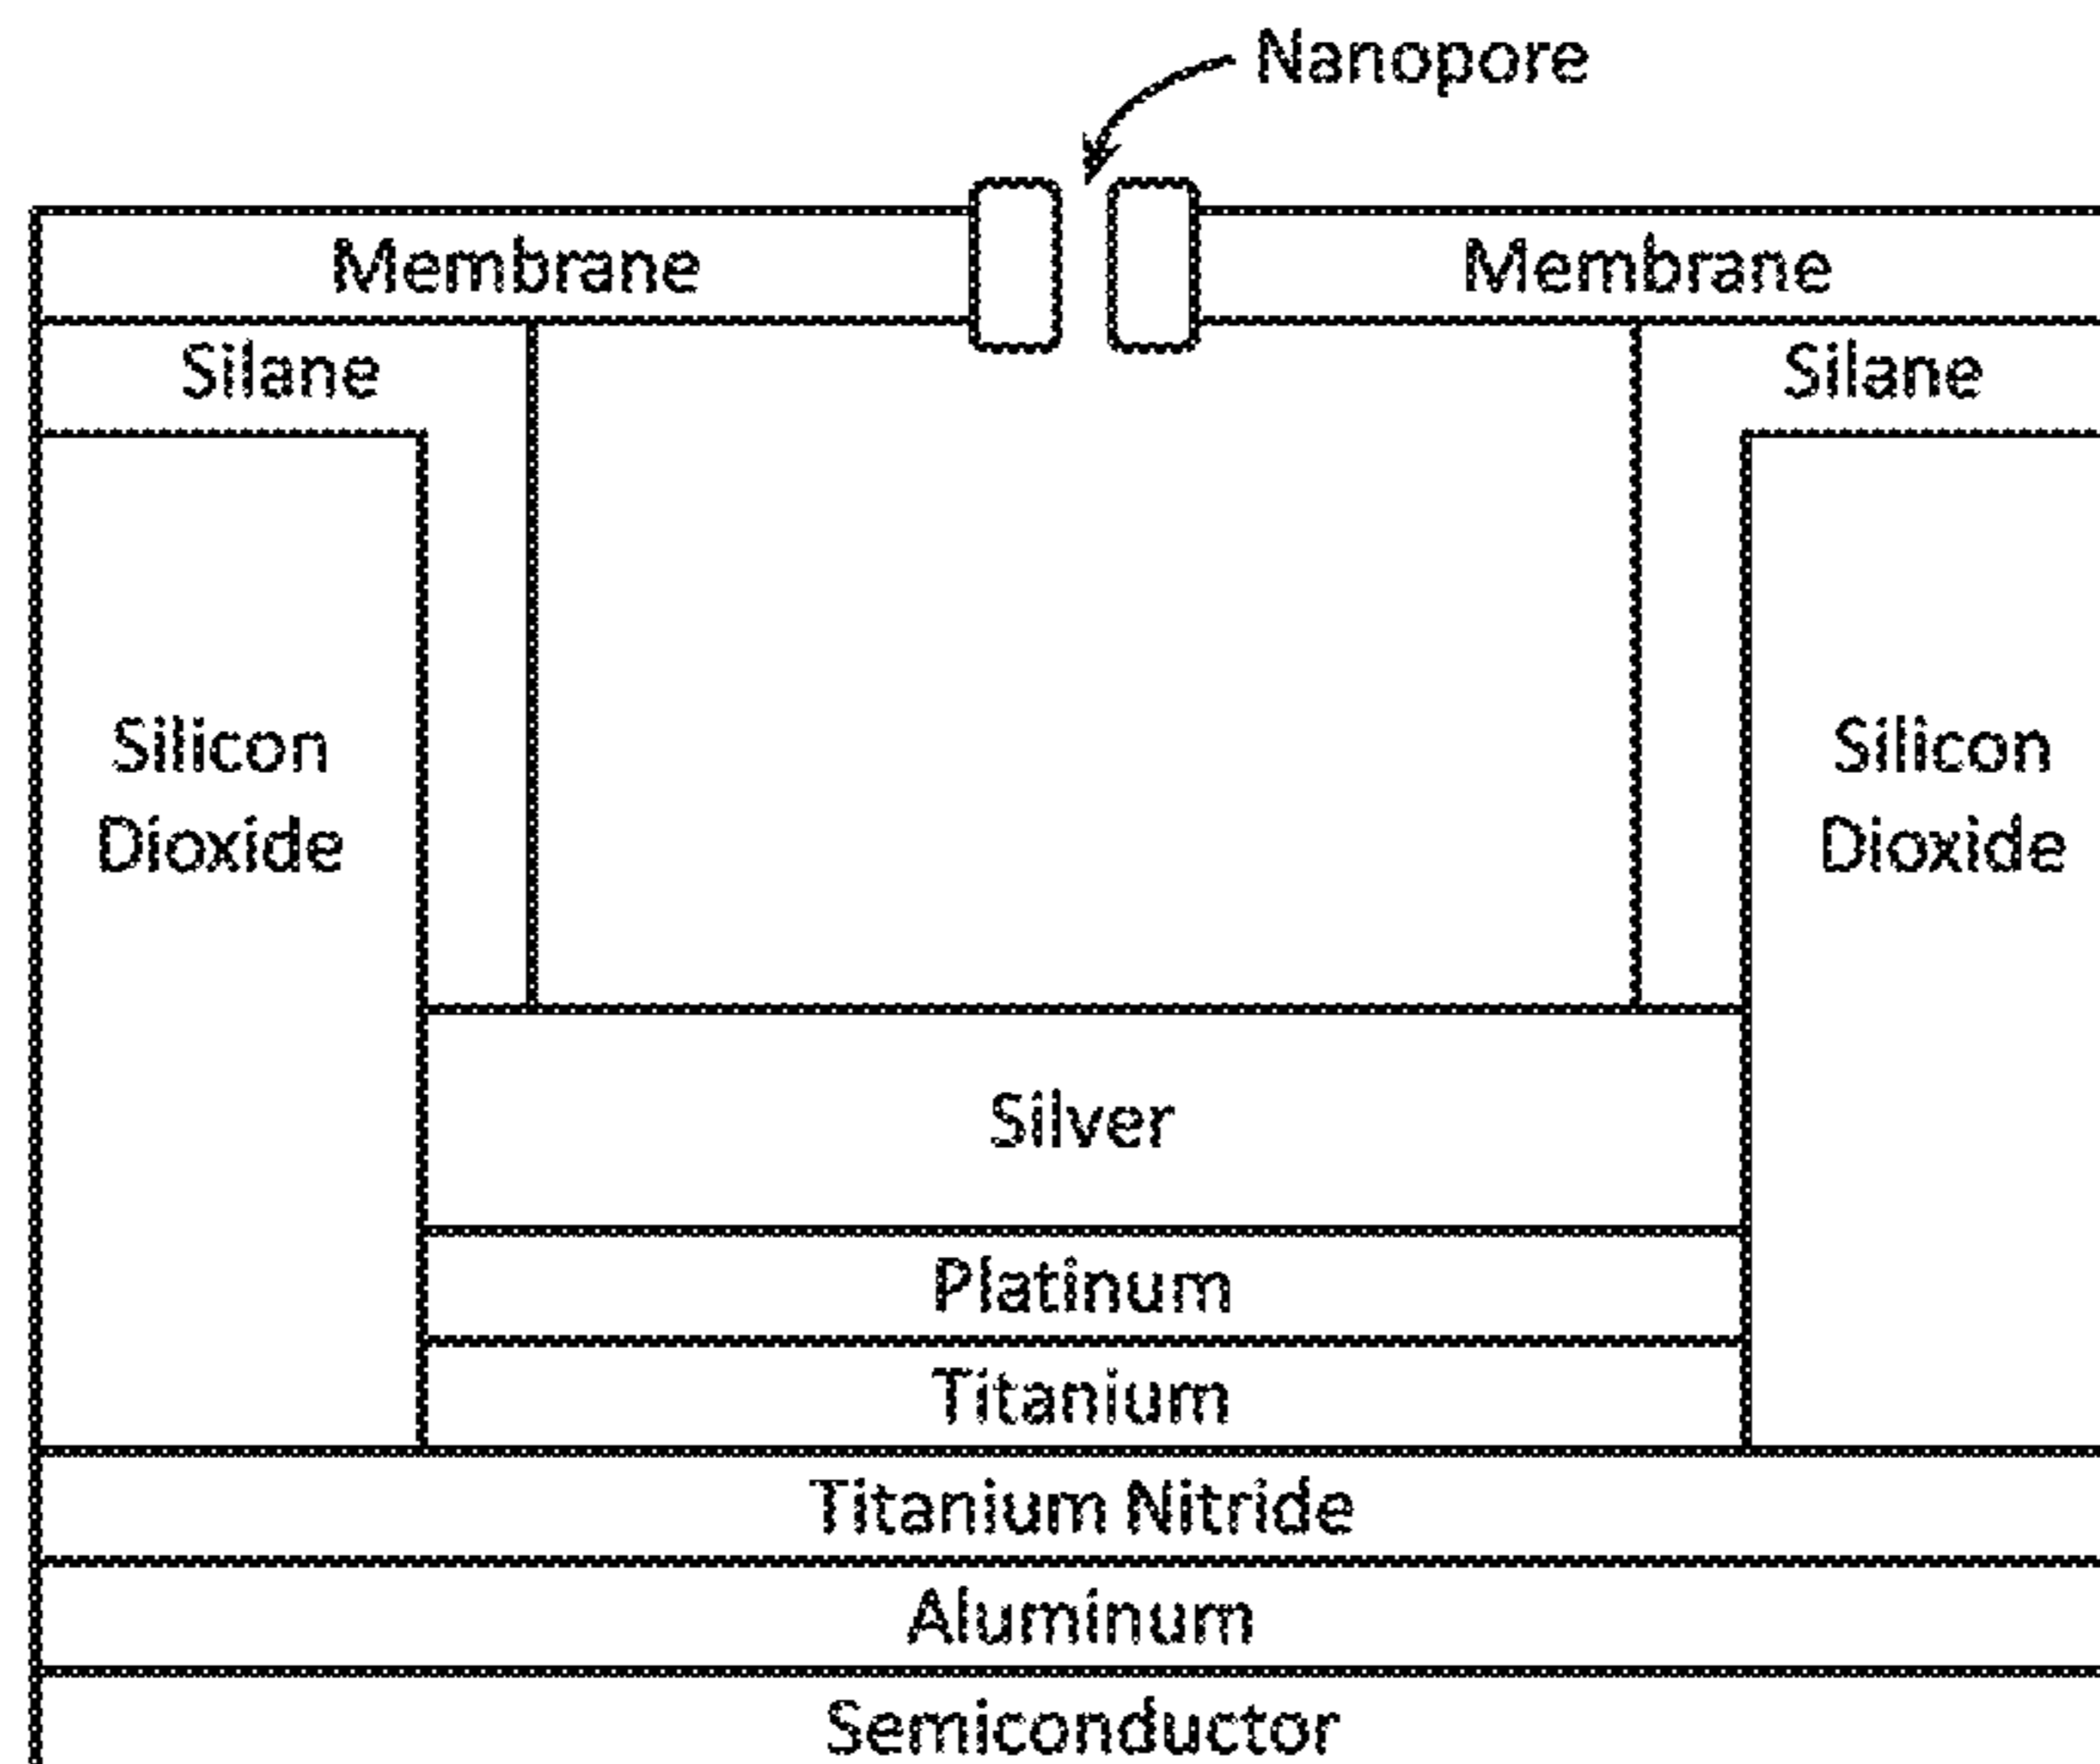 Nanopore
Membrane
Membrane
Silane
Silane
Silicon
Dioxide
Silicon
Dioxide
Silver
Platinum
Titanium
Titanium Nitride
Aluminum
Semiconductor